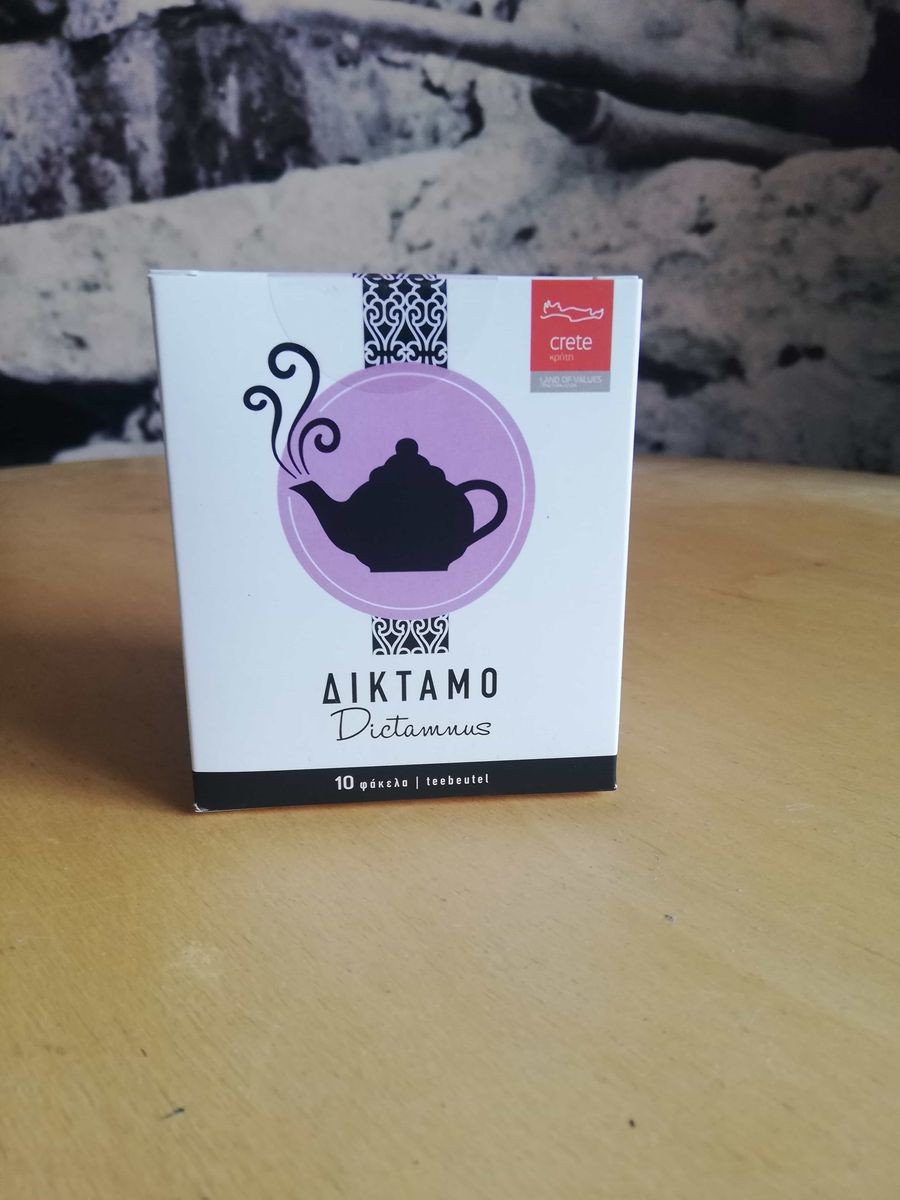 crete
κρήτη
LAND OF VALUES
ΔΙΚΤΑΜΟ
Dictamnus
10 φάκελα | teebeutel